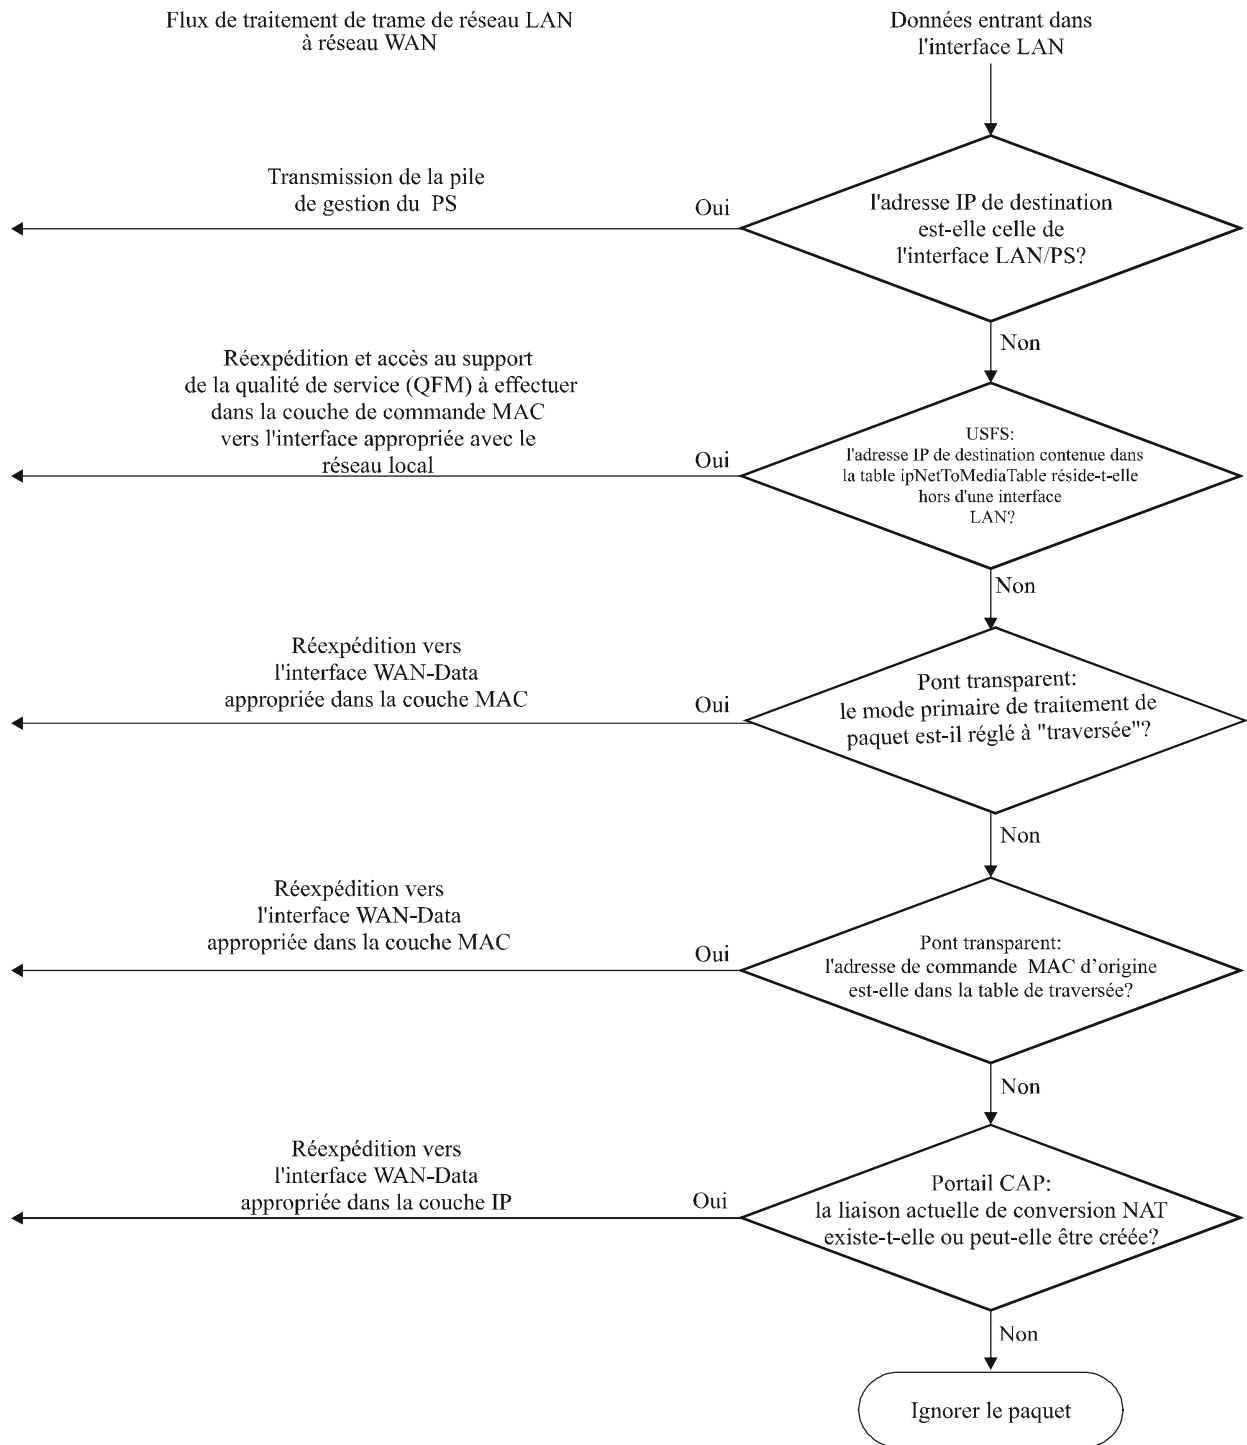 Flux de traitement de trame de réseau LAN
à réseau WAN
Données entrant dans
l'interface LAN
Transmission de la pile
de gestion du PS
Oui
l'adresse IP de destination
est-elle celle de
l'interface LAN/PS?
Non
Réexpédition et accès au support
de la qualité de service (QFM) à effectuer
dans la couche de commande MAC
vers l'interface appropriée avec le
réseau local
Oui
USFS:
l'adresse IP de destination contenue dans
la table ipNetToMediaTable réside-t-elle
hors d'une interface
LAN?
Non
Réexpédition vers
l'interface WAN-Data
appropriée dans la couche MAC
Oui
Pont transparent:
le mode primaire de traitement de
paquet est-il réglé à "traversée"?
Non
Réexpédition vers
l'interface WAN-Data
appropriée dans la couche MAC
Oui
Pont transparent:
l'adresse de commande MAC d'origine
est-elle dans la table de traversée?
Non
Réexpédition vers
l'interface WAN-Data
appropriée dans la couche IP
Oui
Portail CAP:
la liaison actuelle de conversion NAT
existe-t-elle ou peut-elle être créée?
Non
Ignorer le paquet